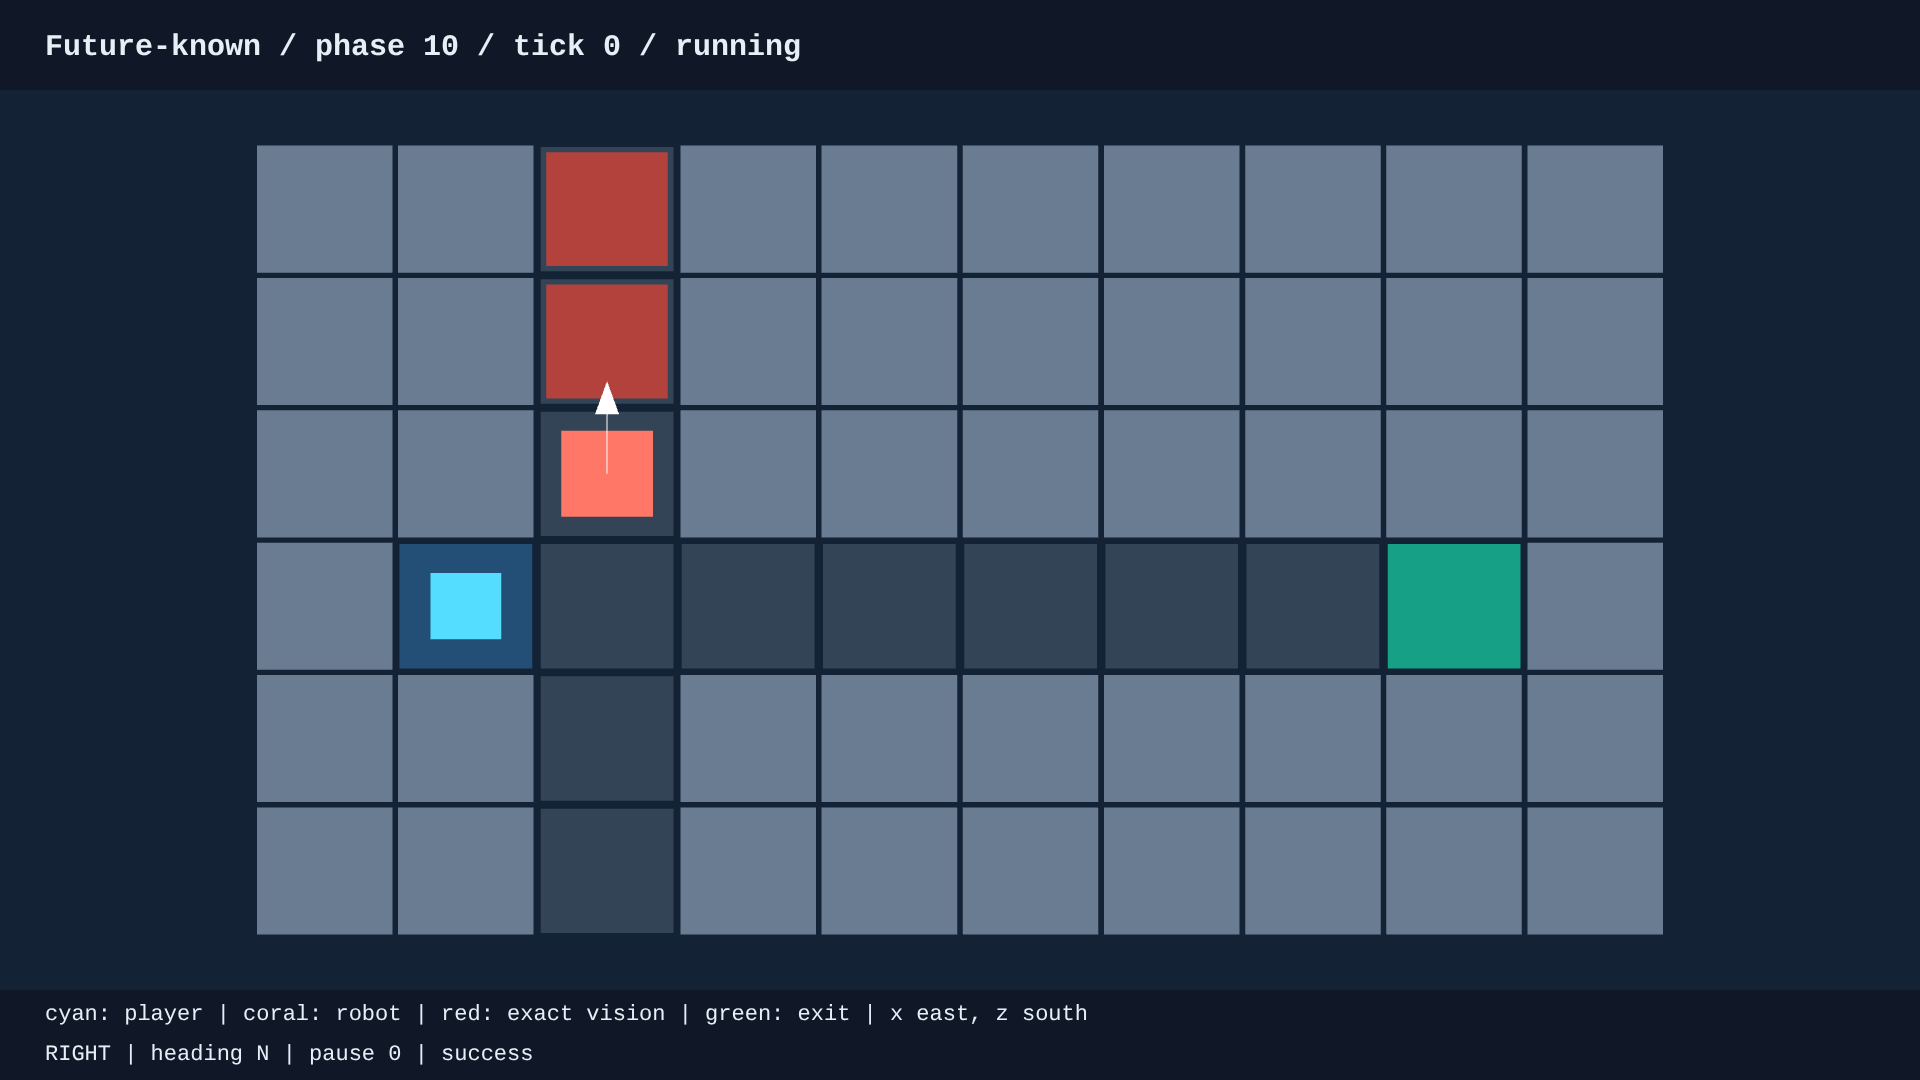 Future-known / phase 10 / tick 0 / running
cyan: player | coral: robot | red: exact vision | green: exit | x east, z south
RIGHT | heading N | pause 0 | success